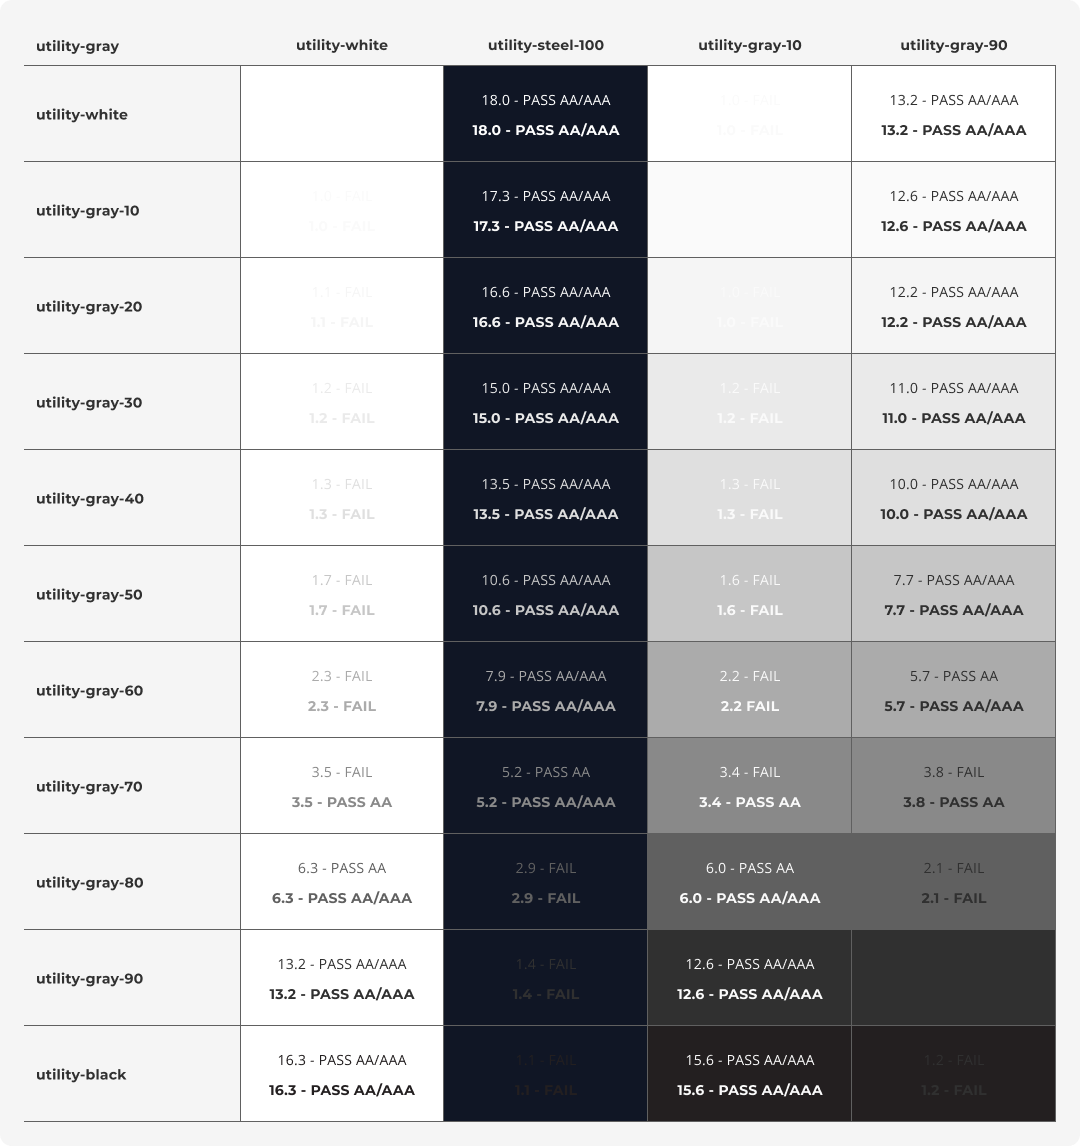 utility-gray utility-white utility-steel-100 utility-gray-10 utility-gray-90
utility-white
18.0 - PASS AA/AAA 1.0 - FAIL 13.2 - PASS AA/AAA
18.0 - PASS AA/AAA 1.0 - FAIL 13.2 - PASS AA/AAA
utility-gray-10
1.0 - FAIL 17.3 - PASS AA/AAA 12.6 - PASS AA/AAA
1.0 - FAIL 17.3 - PASS AA/AAA 12.6 - PASS AA/AAA
utility-gray-20
1.1 - FAIL 16.6 - PASS AA/AAA 1.0 - FAIL 12.2 - PASS AA/AAA
1.1 - FAIL 16.6 - PASS AA/AAA 1.0 - FAIL 12.2 - PASS AA/AAA
utility-gray-30
1.2 - FAIL 15.0 - PASS AA/AAA 1.2 - FAIL 11.0 - PASS AA/AAA
1.2 - FAIL 15.0 - PASS AA/AAA 1.2 - FAIL 11.0 - PASS AA/AAA
utility-gray-40
1.3 - FAIL 13.5 - PASS AA/AAA 1.3 - FAIL 10.0 - PASS AA/AAA
1.3 - FAIL 13.5 - PASS AA/AAA 1.3 - FAIL 10.0 - PASS AA/AAA
utility-gray-50
1.7 - FAIL 10.6 - PASS AA/AAA 1.6 - FAIL 7.7 - PASS AA/AAA
1.7 - FAIL 10.6 - PASS AA/AAA 1.6 - FAIL 7.7 - PASS AA/AAA
utility-gray-60
2.3 - FAIL 7.9 - PASS AA/AAA 2.2 - FAIL 5.7 - PASS AA
2.3 - FAIL 7.9 - PASS AA/AAA 2.2 FAIL 5.7 - PASS AA/AAA
utility-gray-70
3.5 - FAIL 5.2 - PASS AA 3.4 - FAIL 3.8 - FAIL
3.5 - PASS AA 5.2 - PASS AA/AAA 3.4 - PASS AA 3.8 - PASS AA
utility-gray-80
6.3 - PASS AA 2.9 - FAIL 6.0 - PASS AA 2.1 - FAIL
6.3 - PASS AA/AAA 2.9 - FAIL 6.0 - PASS AA/AAA 2.1 - FAIL
utility-gray-90
13.2 - PASS AA/AAA 1.4 - FAIL 12.6 - PASS AA/AAA
13.2 - PASS AA/AAA 1.4 - FAIL 12.6 - PASS AA/AAA
utility-black
16.3 - PASS AA/AAA 1.1 - FAIL 15.6 - PASS AA/AAA 1.2 - FAIL
16.3 - PASS AA/AAA 1.1 - FAIL 15.6 - PASS AA/AAA 1.2 - FAIL